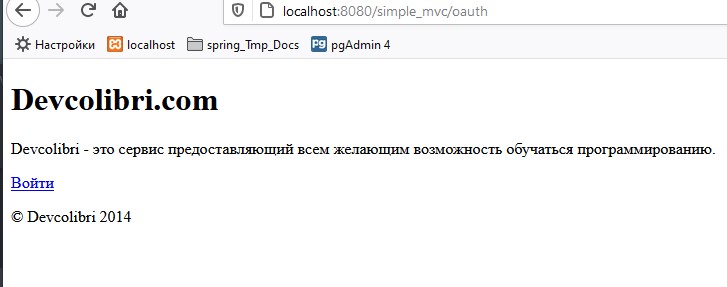 localhost:8080/simple_mvc/oauth
Настройки localhost spring_Tmp_Docs pgAdmin 4
Devcolibri.com
Devcolibri - это сервис предоставляющий всем желающим возможность обучаться программированию.
Войти
© Devcolibri 2014